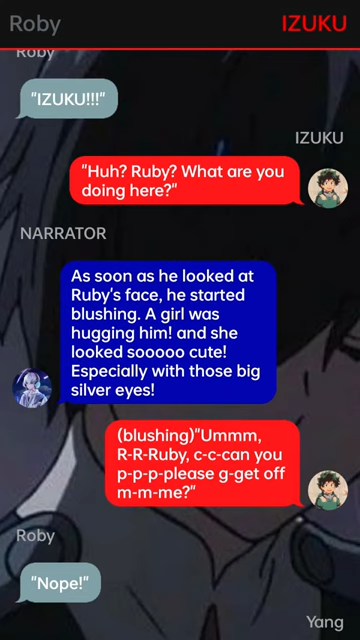 Roby
IZUKU
Roby
"IZUKU!!!"
IZUKU
"Huh? Ruby? What are you
doing here?"
NARRATOR
As soon as he looked at
Ruby's face, he started
blushing. A girl was
hugging him! and she
looked sooooo cute!
Especially with those big
silver eyes!
(blushing)"Ummm,
R-R-Ruby, c-c-can you
p-p-p-please g-get off
m-m-me?"
Roby
"Nope!"
Yang